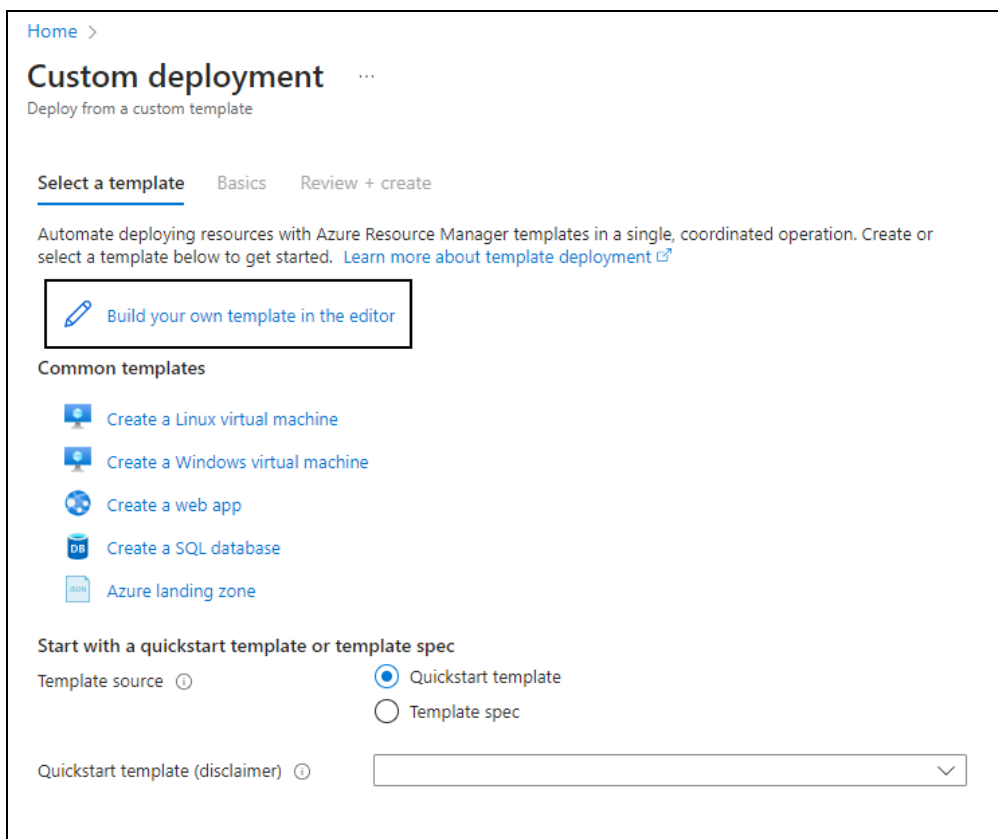 Home >
Custom deployment ...
Deploy from a custom template
Select a template Basics Review + create
Automate deploying resources with Azure Resource Manager templates in a single, coordinated operation. Create or
select a template below to get started. Learn more about template deployment
Build your own template in the editor
Common templates
Create a Linux virtual machine
Create a Windows virtual machine
Create a web app
DB Create a SQL database
JSON Azure landing zone
Start with a quickstart template or template spec
Template source Quickstart template
Template spec
Quickstart template (disclaimer)